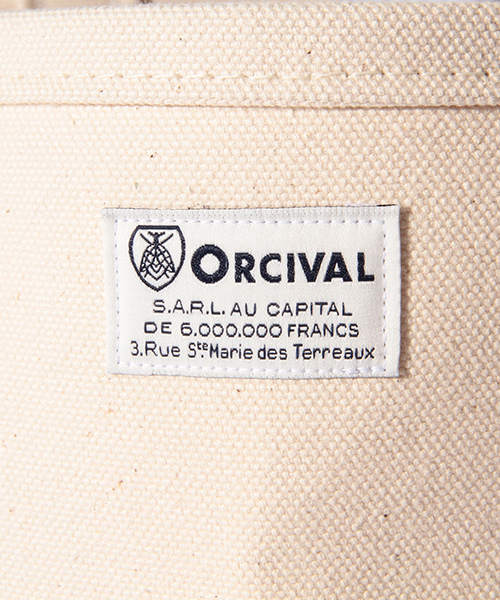 ORCIVAL
S.A.R.L. AU CAPITAL
DE 6.000.000 FRANCS
3.Rue Ste.Marie des Terreaux